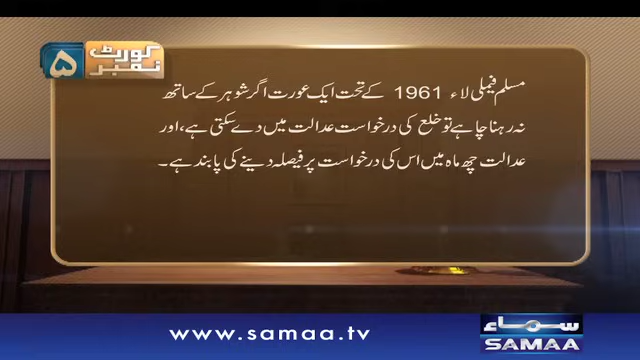 کورٹ
نمبر
۵
مسلم فیملی لاء 1961 کے تحت ایک عورت اگر شوہر کے ساتھ
نہ رہنا چاہے تو خلع کی درخواست عدالت میں دے سکتی ہے، اور
عدالت چھ ماہ میں اس کی درخواست پر فیصلہ دینے کی پابند ہے۔
www.samaa.tv
سماء
SAMAA